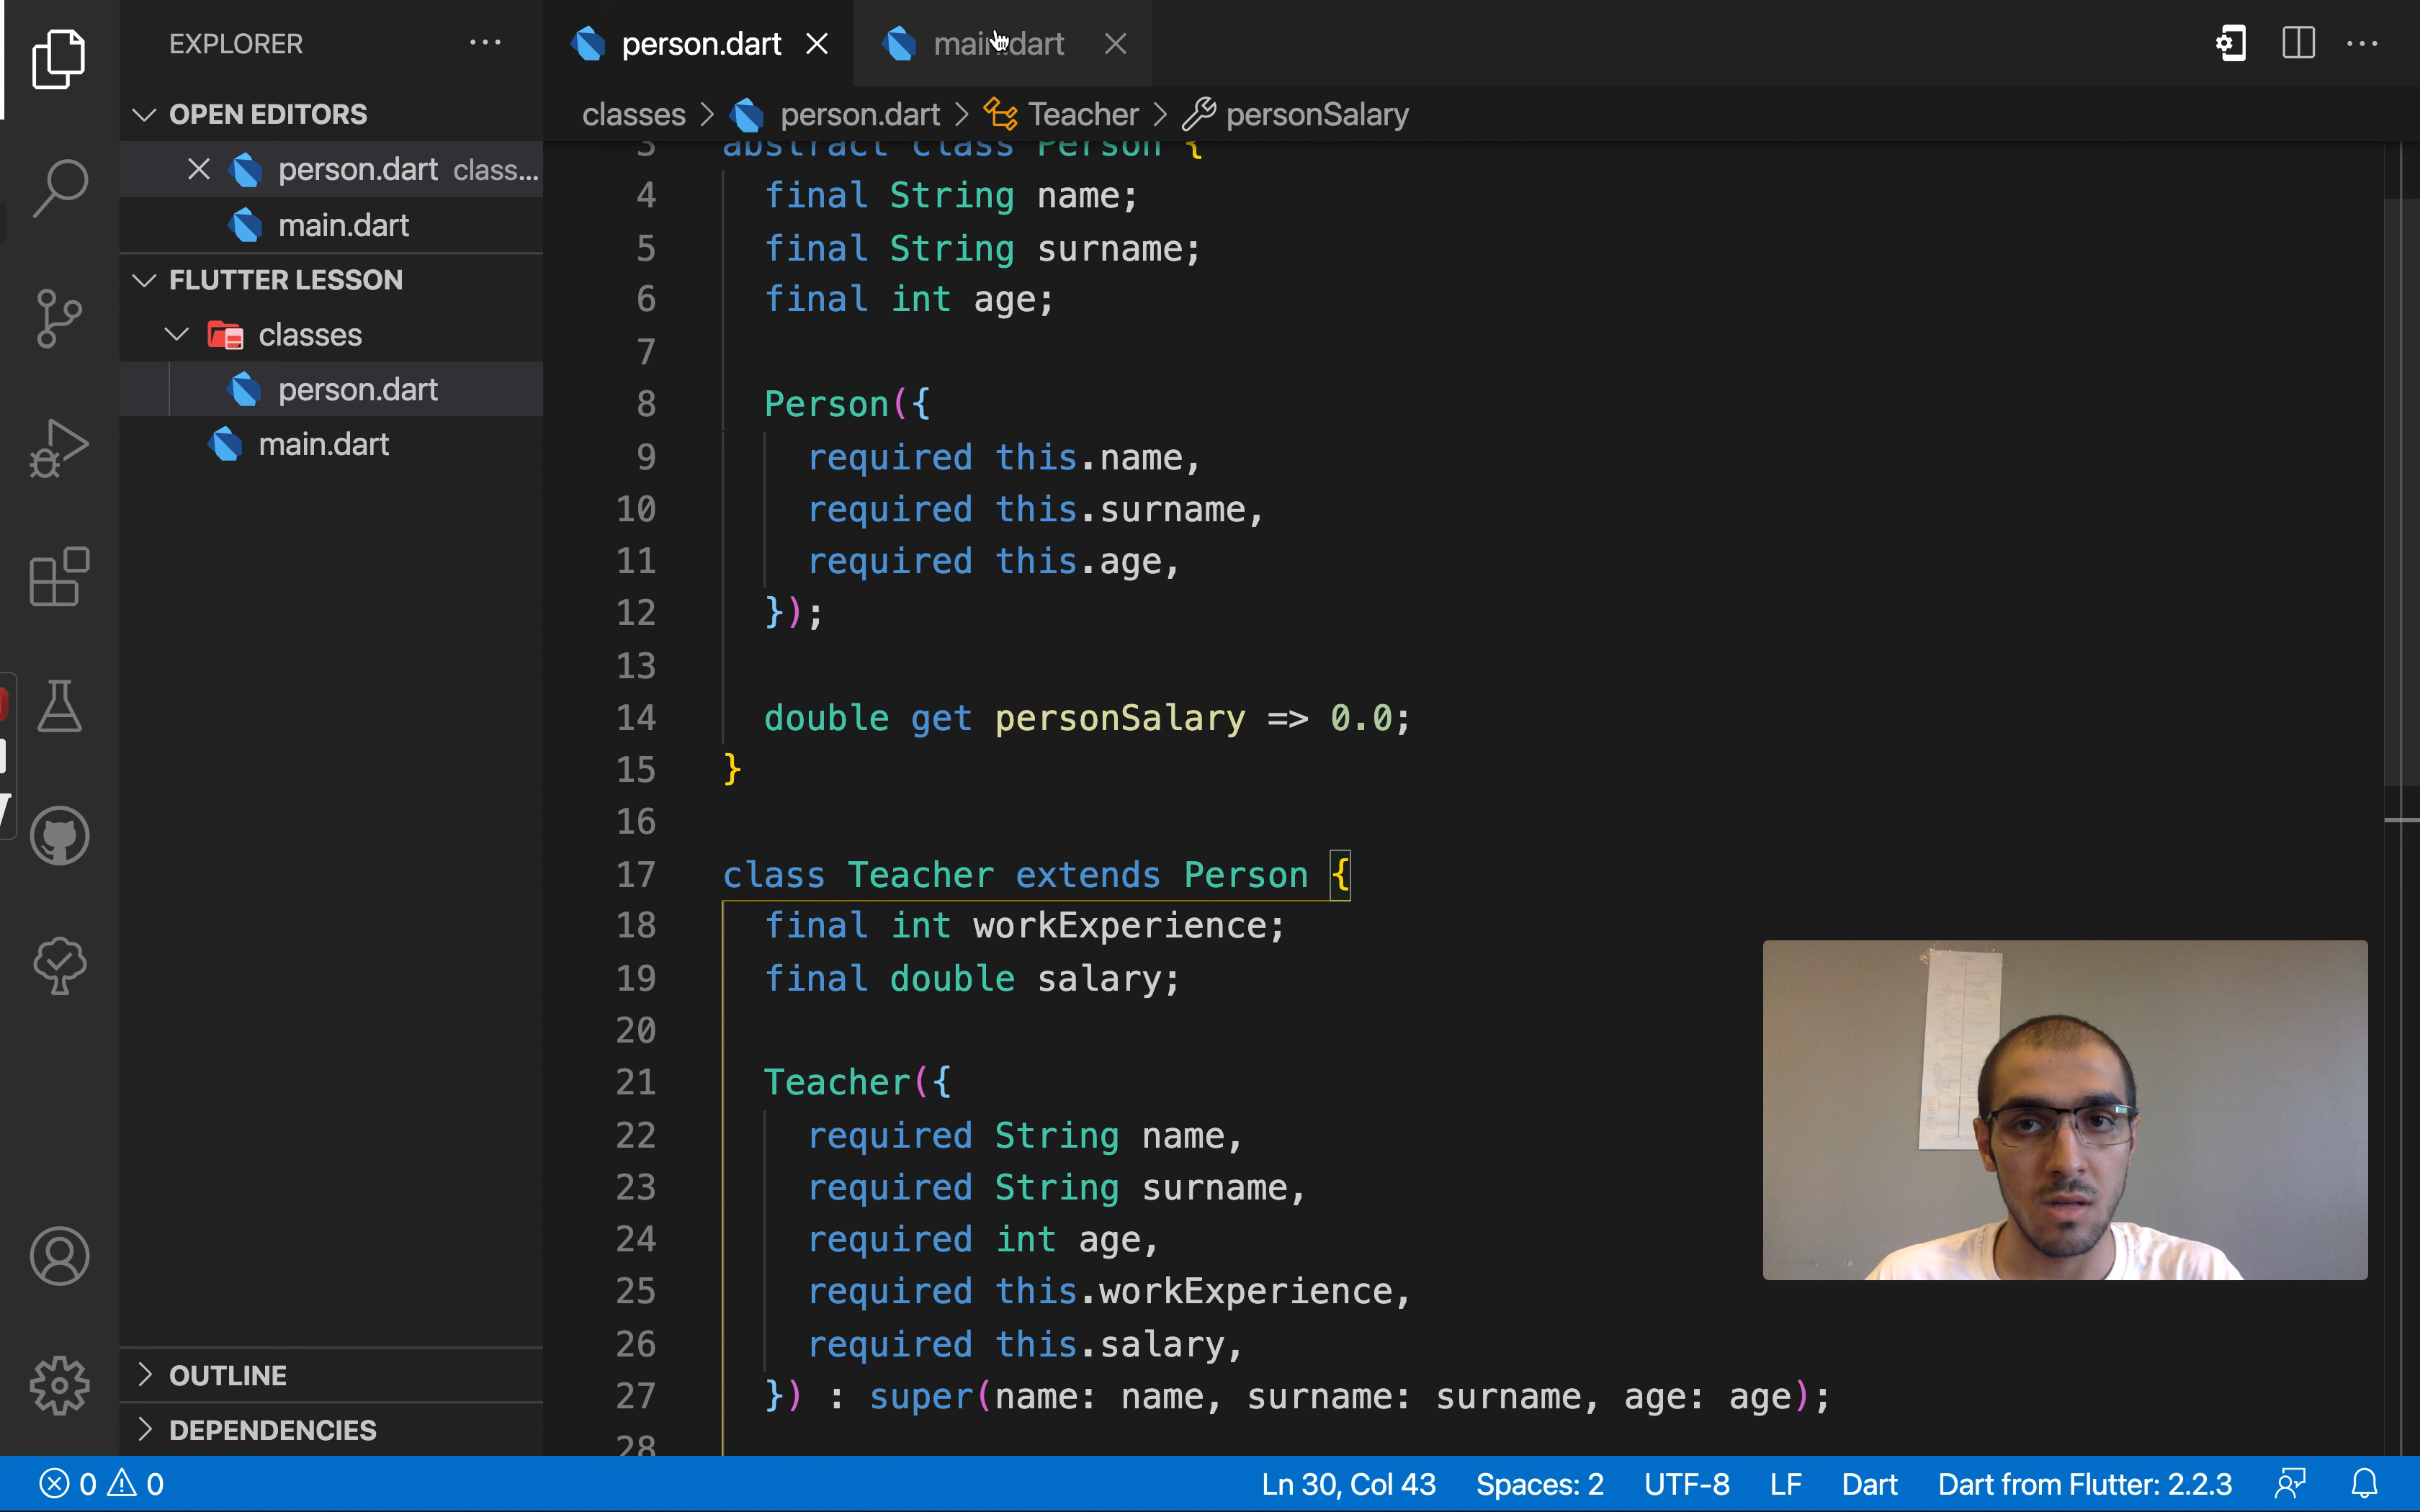 EXPLORER
OPEN EDITORS
person.dart class...
main.dart
FLUTTER LESSON
classes
person.dart
main.dart
OUTLINE
DEPENDENCIES
person.dart
main.dart
classes > person.dart > Teacher > personSalary
3 abstract class Person {
4 final String name;
5 final String surname;
6 final int age;
7
8 Person({
9 required this.name,
10 required this.surname,
11 required this.age,
12 });
13
14 double get personSalary => 0.0;
15 }
16
17 class Teacher extends Person {
18 final int workExperience;
19 final double salary;
20
21 Teacher({
22 required String name,
23 required String surname,
24 required int age,
25 required this.workExperience,
26 required this.salary,
27 }) : super(name: name, surname: surname, age: age);
28
0 0 Ln 30, Col 43 Spaces: 2 UTF-8 LF Dart Dart from Flutter: 2.2.3